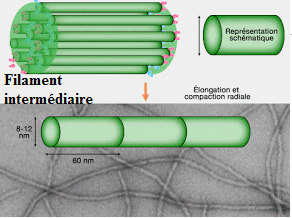 Représentation
schématique
Filament
intermédiaire
Élongation et
compaction radiale
8-12
nm
60 nm